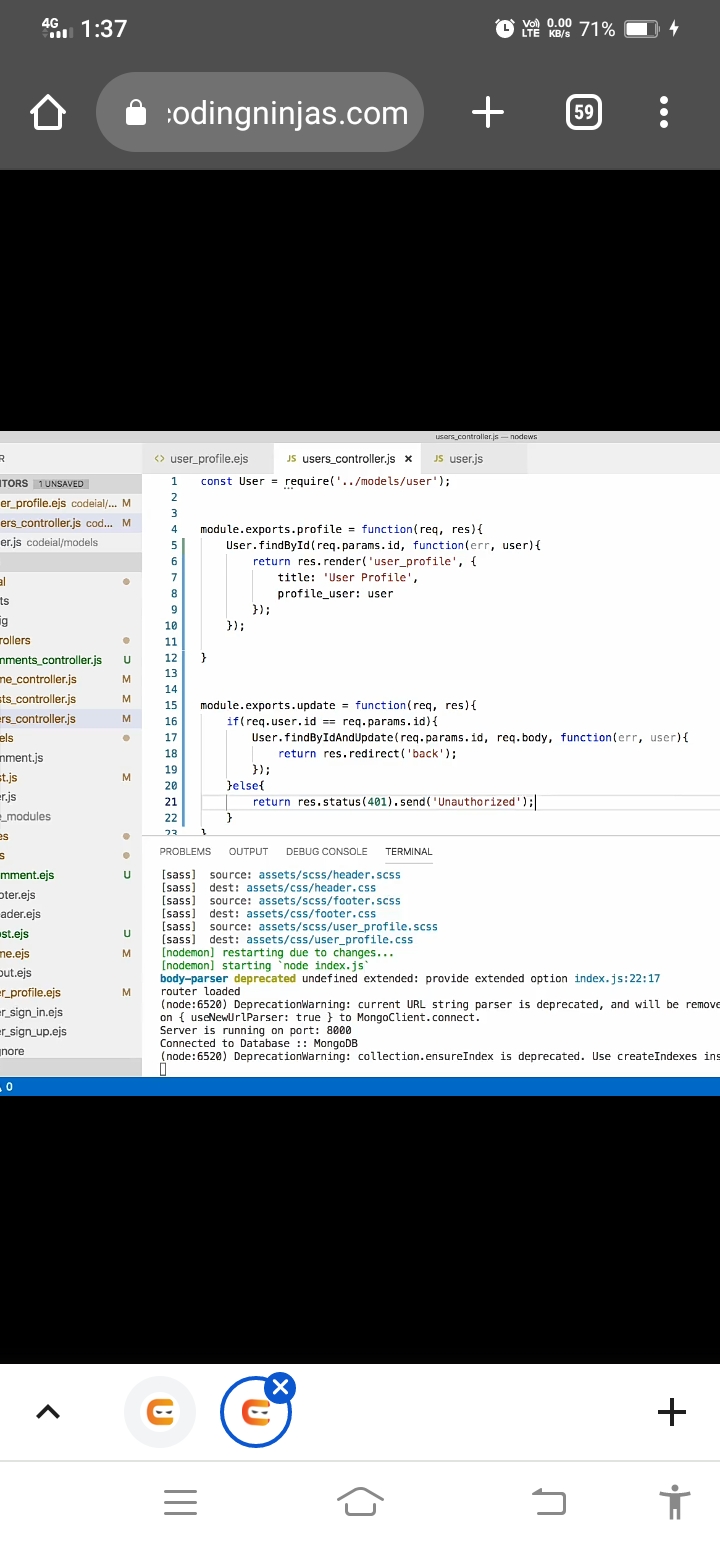 4G 1:37 Vo) LTE 0.00 KB/s 71%
codingninjas.com
59
users_controller.js — nodews
R
user_profile.ejs
JS users_controller.js ×
JS user.js
ITORS 1 UNSAVED
er_profile.ejs codeial/... M
ers_controller.js cod... M
er.js codeial/models
al
ts
ig
rollers
nments_controller.js U
me_controller.js M
sts_controller.js M
rs_controller.js M
els
nment.js
st.js M
r.js
e_modules
es
s
mment.ejs U
oter.ejs
ader.ejs
ost.ejs U
me.ejs M
out.ejs
r_profile.ejs M
r_sign_in.ejs
r_sign_up.ejs
gnore
1 const User = require('../models/user');
2
3
4 module.exports.profile = function(req, res){
5 User.findById(req.params.id, function(err, user){
6 return res.render('user_profile', {
7 title: 'User Profile',
8 profile_user: user
9 });
10 });
11
12 }
13
14
15 module.exports.update = function(req, res){
16 if(req.user.id == req.params.id){
17 User.findByIdAndUpdate(req.params.id, req.body, function(err, user){
18 return res.redirect('back');
19 });
20 }else{
21 return res.status(401).send('Unauthorized');
22 }
23 }
PROBLEMS OUTPUT DEBUG CONSOLE TERMINAL
[sass] source: assets/scss/header.scss
[sass] dest: assets/css/header.css
[sass] source: assets/scss/footer.scss
[sass] dest: assets/css/footer.css
[sass] source: assets/scss/user_profile.scss
[sass] dest: assets/css/user_profile.css
[nodemon] restarting due to changes...
[nodemon] starting `node index.js`
body-parser deprecated undefined extended: provide extended option index.js:22:17
router loaded
(node:6520) DeprecationWarning: current URL string parser is deprecated, and will be remove
on { useNewUrlParser: true } to MongoClient.connect.
Server is running on port: 8000
Connected to Database :: MongoDB
(node:6520) DeprecationWarning: collection.ensureIndex is deprecated. Use createIndexes ins
0